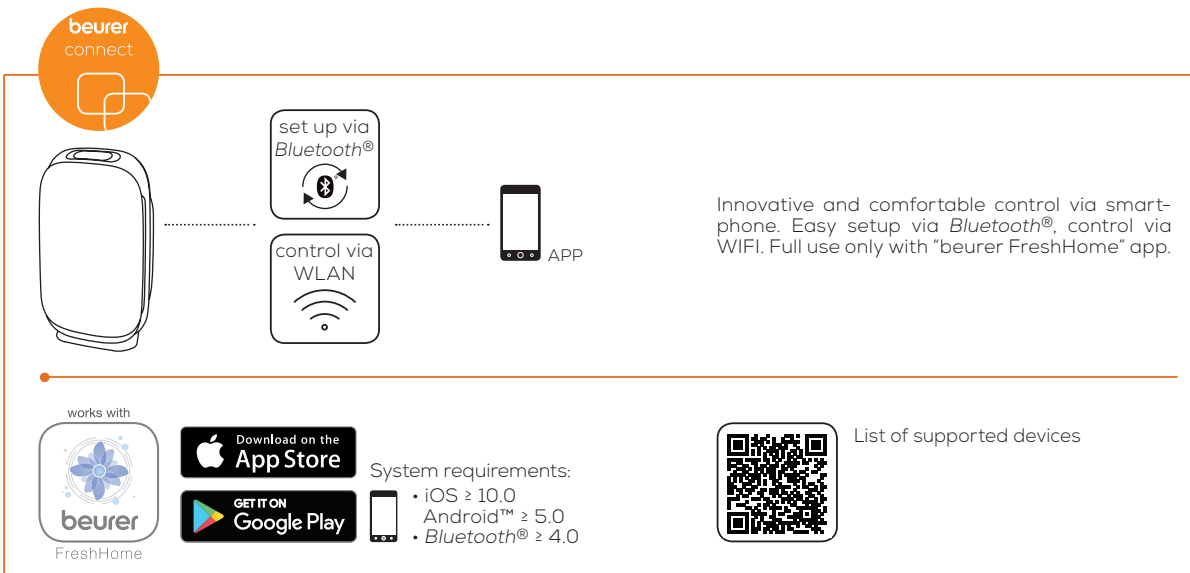 beurer
connect
set up via
Bluetooth®
control via
WLAN
APP
Innovative and comfortable control via smart-
phone. Easy setup via Bluetooth®, control via
WIFI. Full use only with “beurer FreshHome” app.
works with
beurer
FreshHome
Download on the
App Store
GET IT ON
Google Play
System requirements:
• iOS ≥ 10.0
Android™ ≥ 5.0
• Bluetooth® ≥ 4.0
List of supported devices